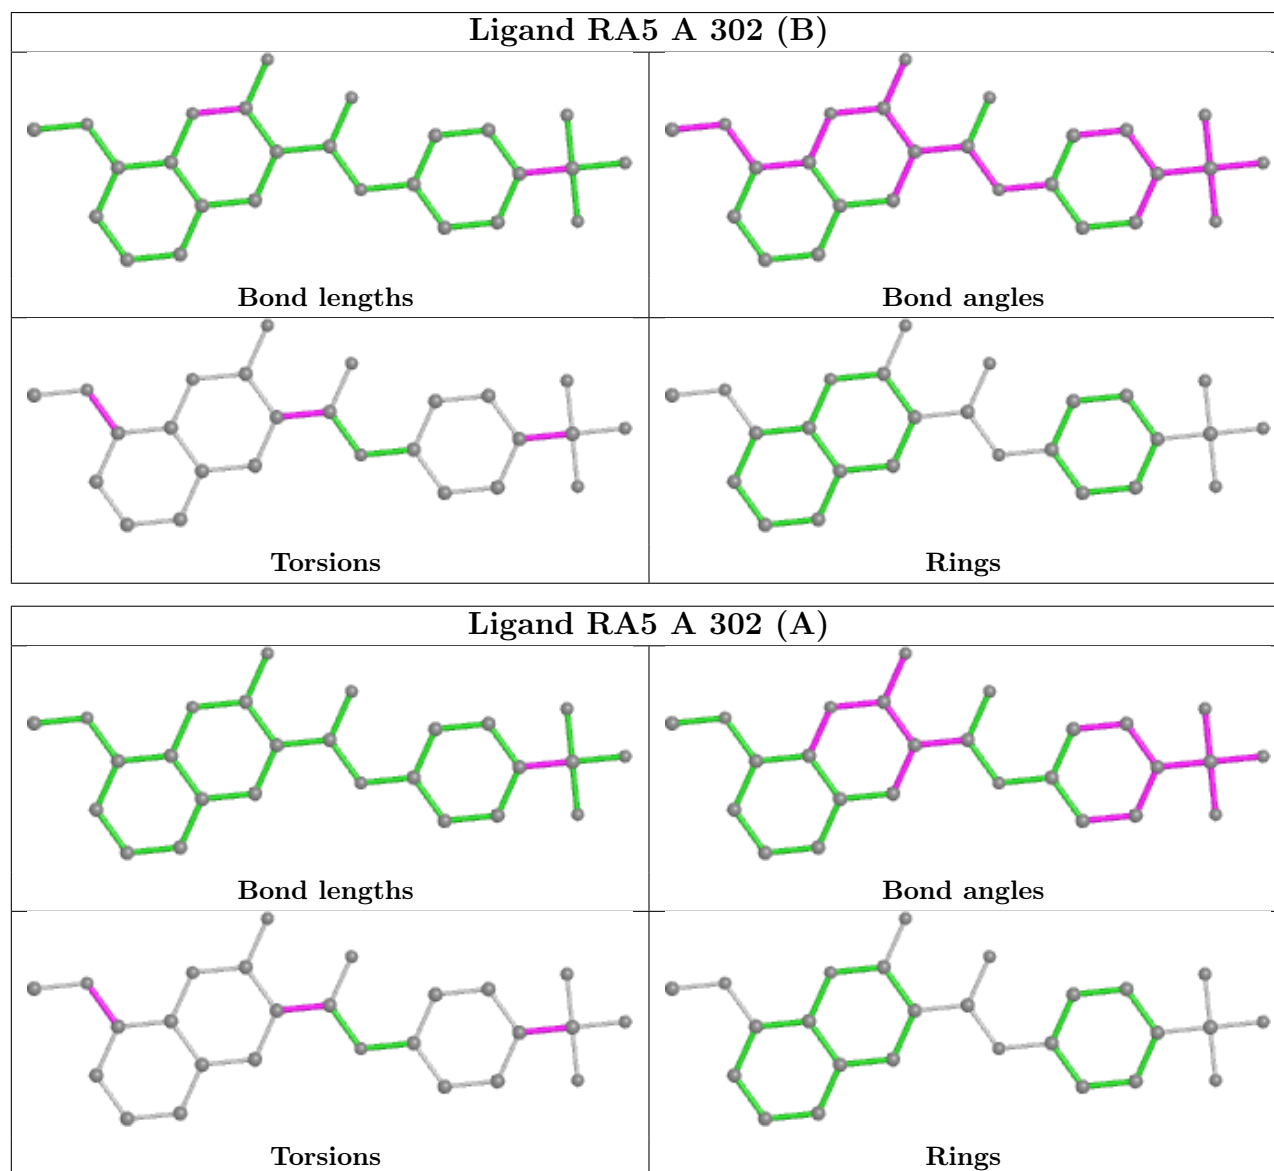 Ligand RA5 A 302 (B)
Bond lengths
Bond angles
Torsions
Rings
Ligand RA5 A 302 (A)
Bond lengths
Bond angles
Torsions
Rings